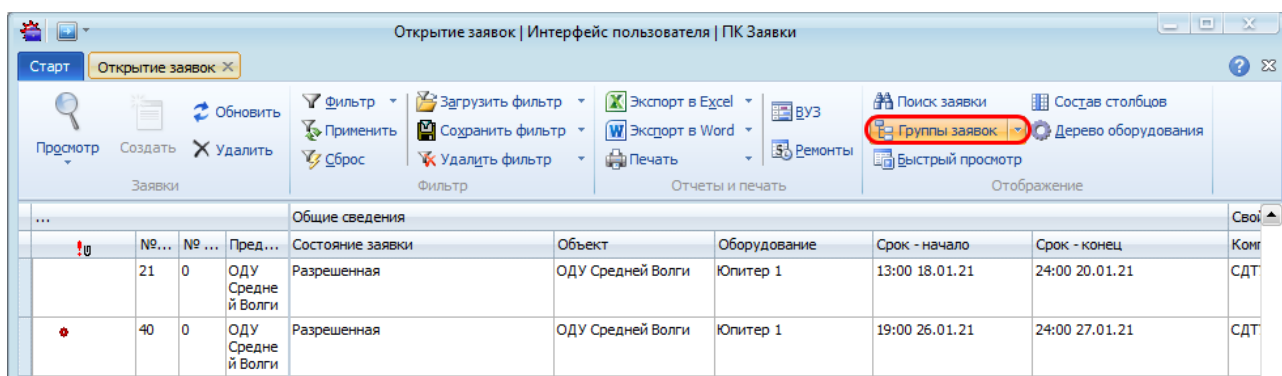 Открытие заявок | Интерфейс пользователя | ПК Заявки
Старт Открытие заявок
Просмотр Создать Обновить Удалить
Заявки
Фильтр Загрузить фильтр
Применить Сохранить фильтр
Сброс Удалить фильтр
Фильтр
Экспорт в Excel ВУЗ
Экспорт в Word Ремонты
Печать
Отчеты и печать
Поиск заявки Состав столбцов
Группы заявок Дерево оборудования
Быстрый просмотр
Отображение
... Общие сведения Свой
№... № ... Пред... Состояние заявки Объект Оборудование Срок - начало Срок - конец Комп
21 0 ОДУ Разрешенная ОДУ Средней Волги Юпитер 1 13:00 18.01.21 24:00 20.01.21 СДТ
Средне
й Волги
40 0 ОДУ Разрешенная ОДУ Средней Волги Юпитер 1 19:00 26.01.21 24:00 27.01.21 СДТ
Средне
й Волги